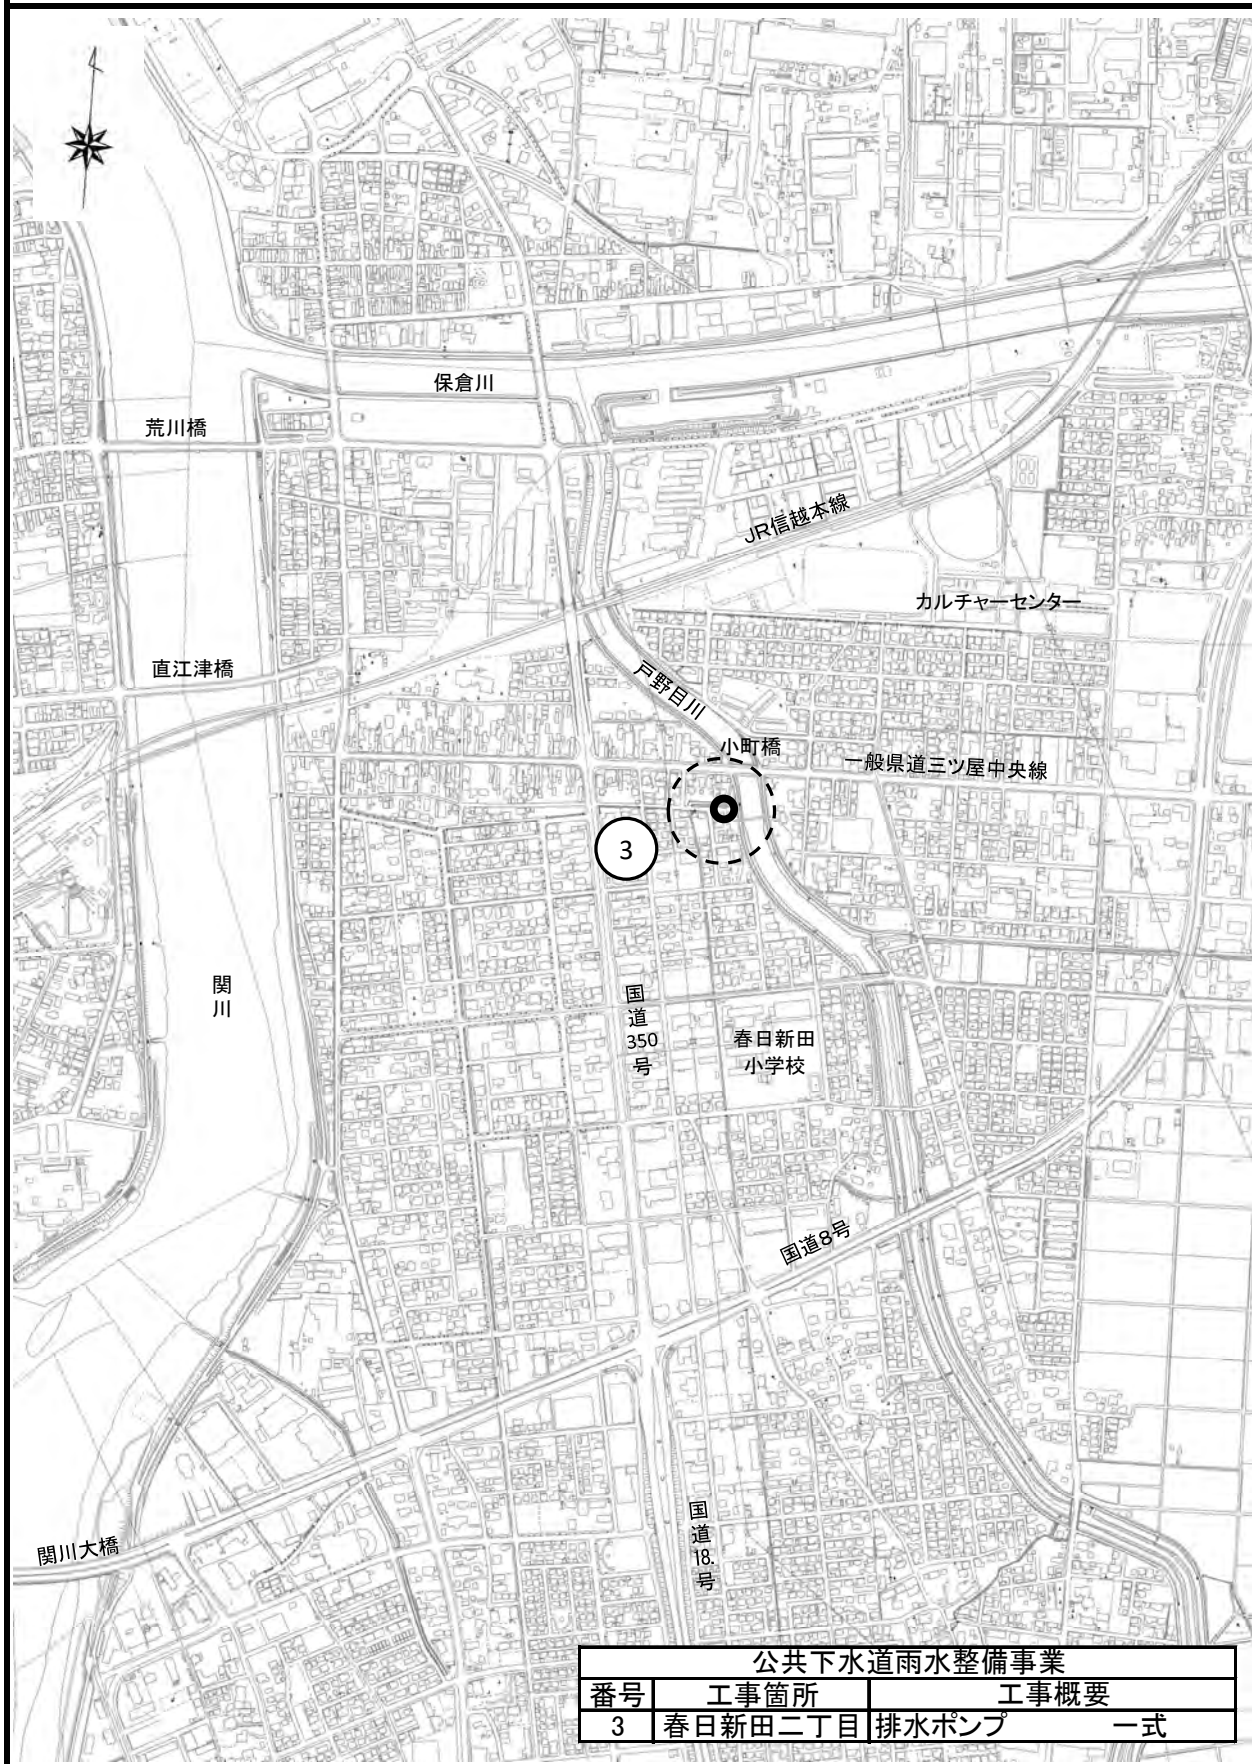 保倉川
荒川橋
JR信越本線
カルチャーセンター
直江津橋
戸野目川
小町橋
一般県道三ツ屋中央線
3
関川
国道350号
春日新田
小学校
国道8号
国道18.号
関川大橋
公共下水道雨水整備事業
番号 工事箇所 工事概要
3 春日新田二丁目 排水ポンプ 一式